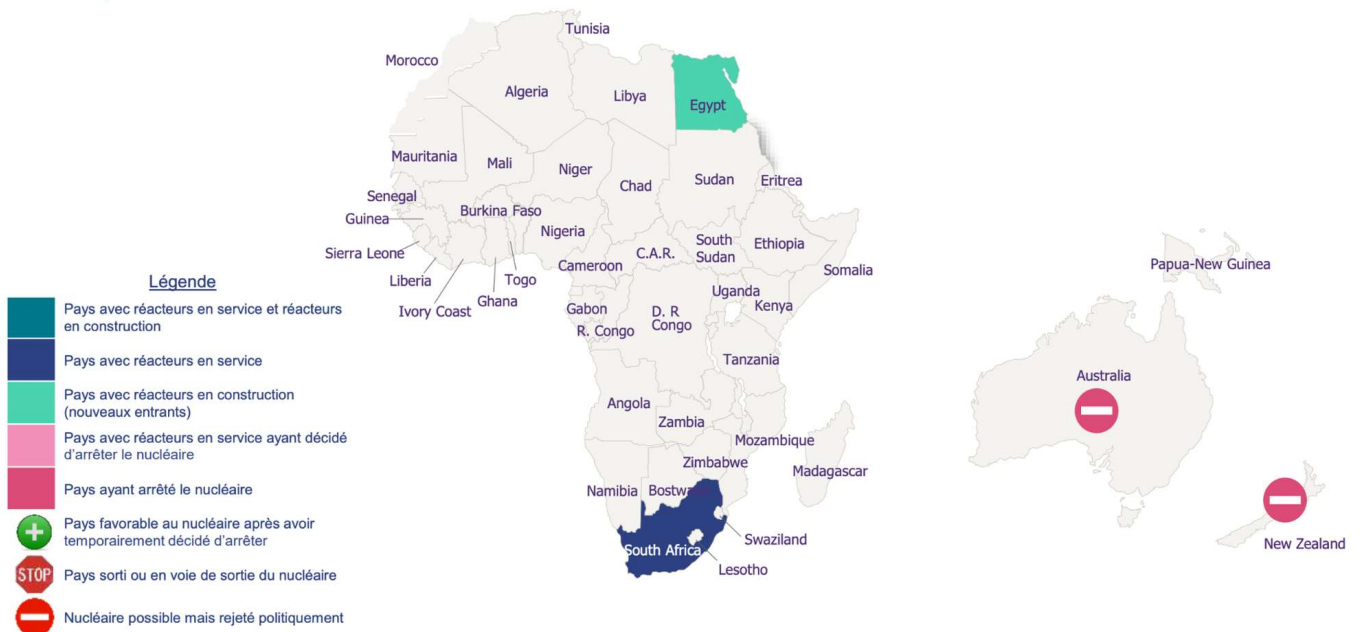 Tunisia
Morocco
Algeria
Libya
Egypt
Mauritania
Mali
Niger
Chad
Sudan
Eritrea
Senegal
Guinea
Burkina Faso
Nigeria
Sierra Leone
Liberia
Ivory Coast
Ghana
Togo
Cameroon
C.A.R.
South
Sudan
Ethiopia
Somalia
Gabon
R. Congo
D. R
Congo
Uganda
Kenya
Tanzania
Angola
Zambia
Mozambique
Zimbabwe
Madagascar
Namibia
Bostwana
South Africa
Swaziland
Lesotho
Papua-New Guinea
Australia
New Zealand
Légende
Pays avec réacteurs en service et réacteurs
en construction
Pays avec réacteurs en service
Pays avec réacteurs en construction
(nouveaux entrants)
Pays avec réacteurs en service ayant décidé
d'arrêter le nucléaire
Pays ayant arrêté le nucléaire
Pays favorable au nucléaire après avoir
temporairement décidé d'arrêter
STOP
Pays sorti ou en voie de sortie du nucléaire
Nucléaire possible mais rejeté politiquement